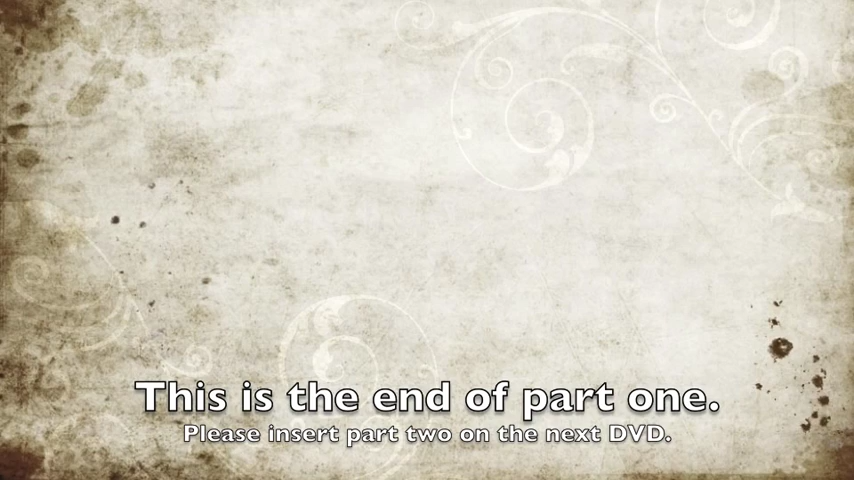 This is the end of part one.
Please insert part two on the next DVD.